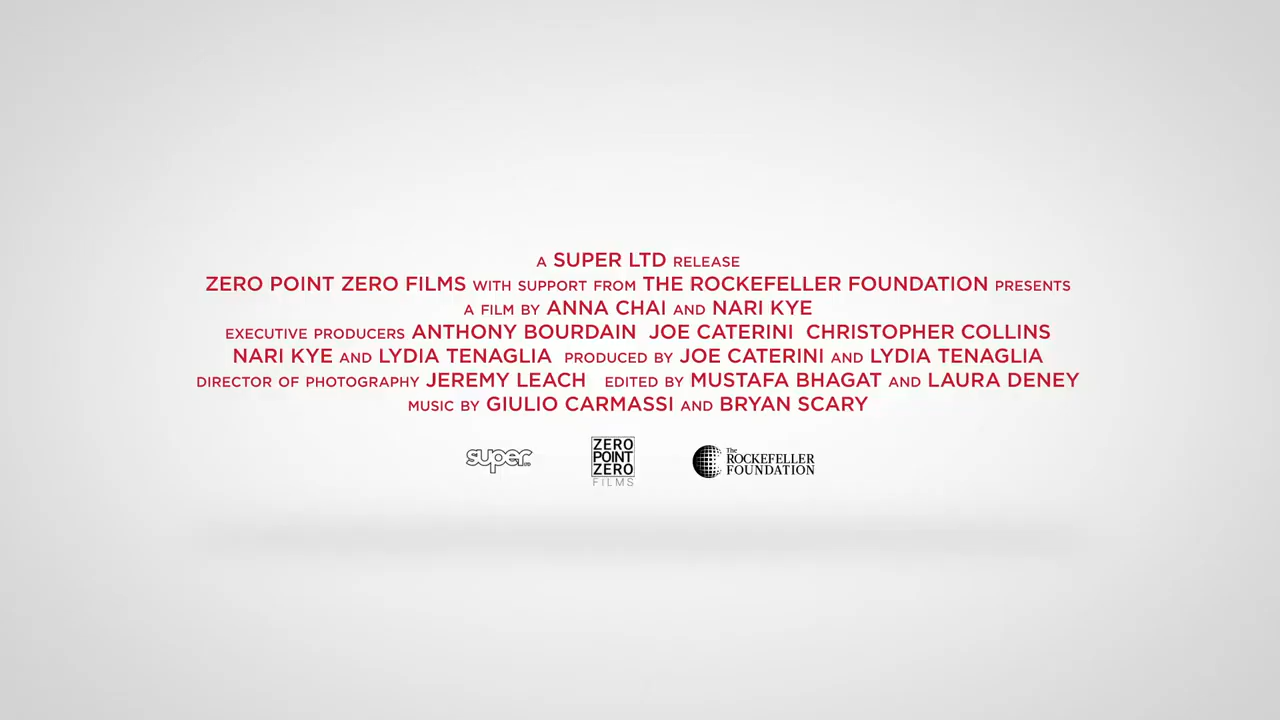 A SUPER LTD RELEASE
ZERO POINT ZERO FILMS WITH SUPPORT FROM THE ROCKEFELLER FOUNDATION PRESENTS
A FILM BY ANNA CHAI AND NARI KYE
EXECUTIVE PRODUCERS ANTHONY BOURDAIN JOE CATERINI CHRISTOPHER COLLINS
NARI KYE AND LYDIA TENAGLIA PRODUCED BY JOE CATERINI AND LYDIA TENAGLIA
DIRECTOR OF PHOTOGRAPHY JEREMY LEACH EDITED BY MUSTAFA BHAGAT AND LAURA DENEY
MUSIC BY GIULIO CARMASSI AND BRYAN SCARY
super LTD
ZERO
POINT
ZERO
FILMS
The
ROCKEFELLER
FOUNDATION